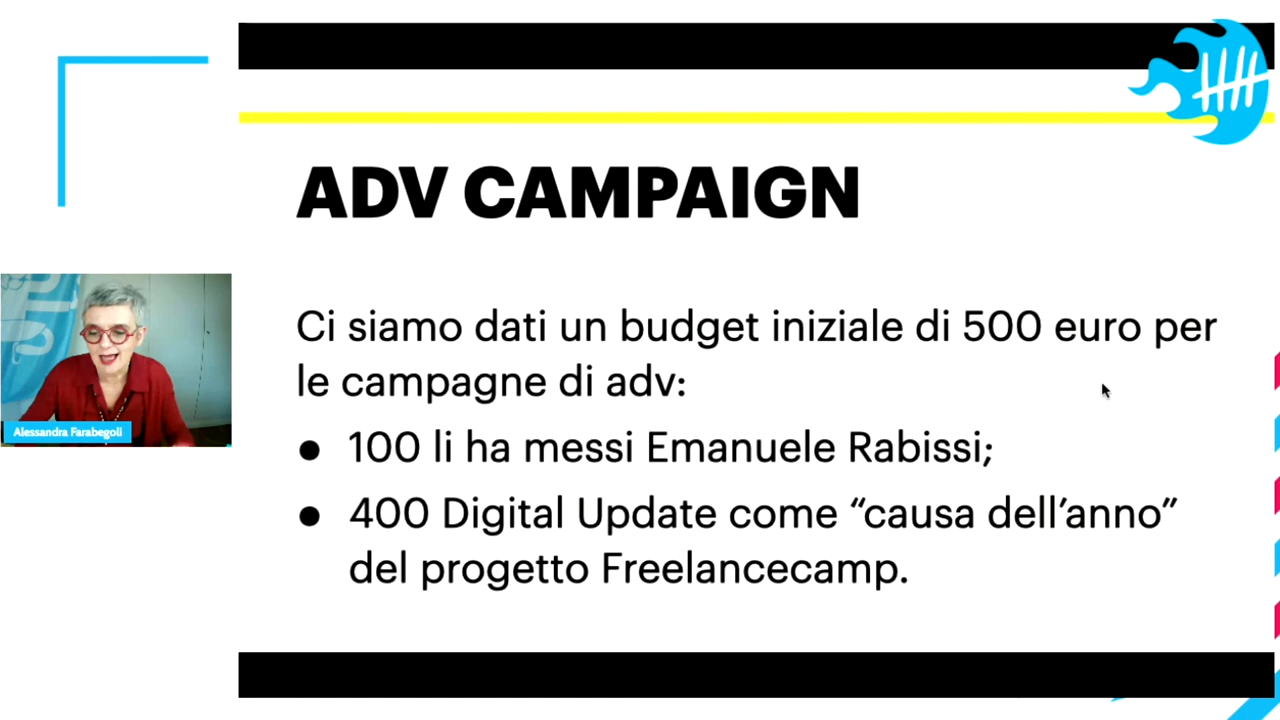 ADV CAMPAIGN
Ci siamo dati un budget iniziale di 500 euro per
le campagne di adv:
● 100 li ha messi Emanuele Rabissi;
● 400 Digital Update come “causa dell’anno”
del progetto Freelancecamp.
Alessandra Farabegoli